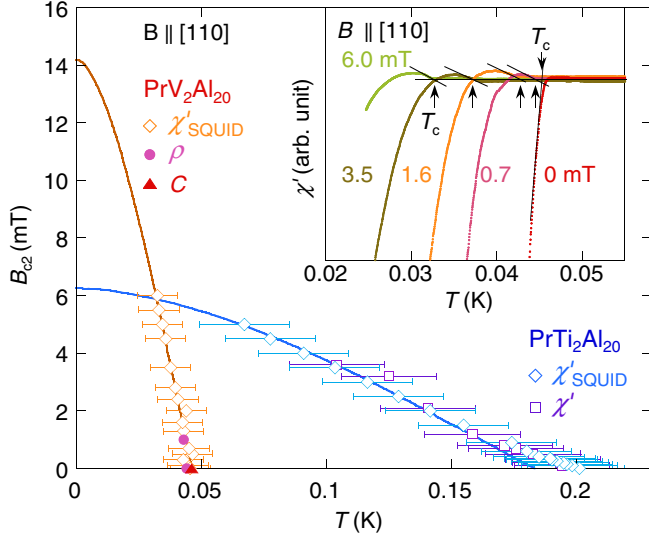 B ∥ [110]
PrV₂Al₂₀
χ′SQUID
ρ
C
B ∥ [110]
6.0 mT
Tc
Tc
3.5
1.6
0.7
0 mT
χ′ (arb. unit)
0.02
0.03
0.04
0.05
T (K)
PrTi₂Al₂₀
χ′SQUID
χ′
Bc2 (mT)
16
14
12
10
8
6
4
2
0
0
0.05
0.1
0.15
0.2
T (K)